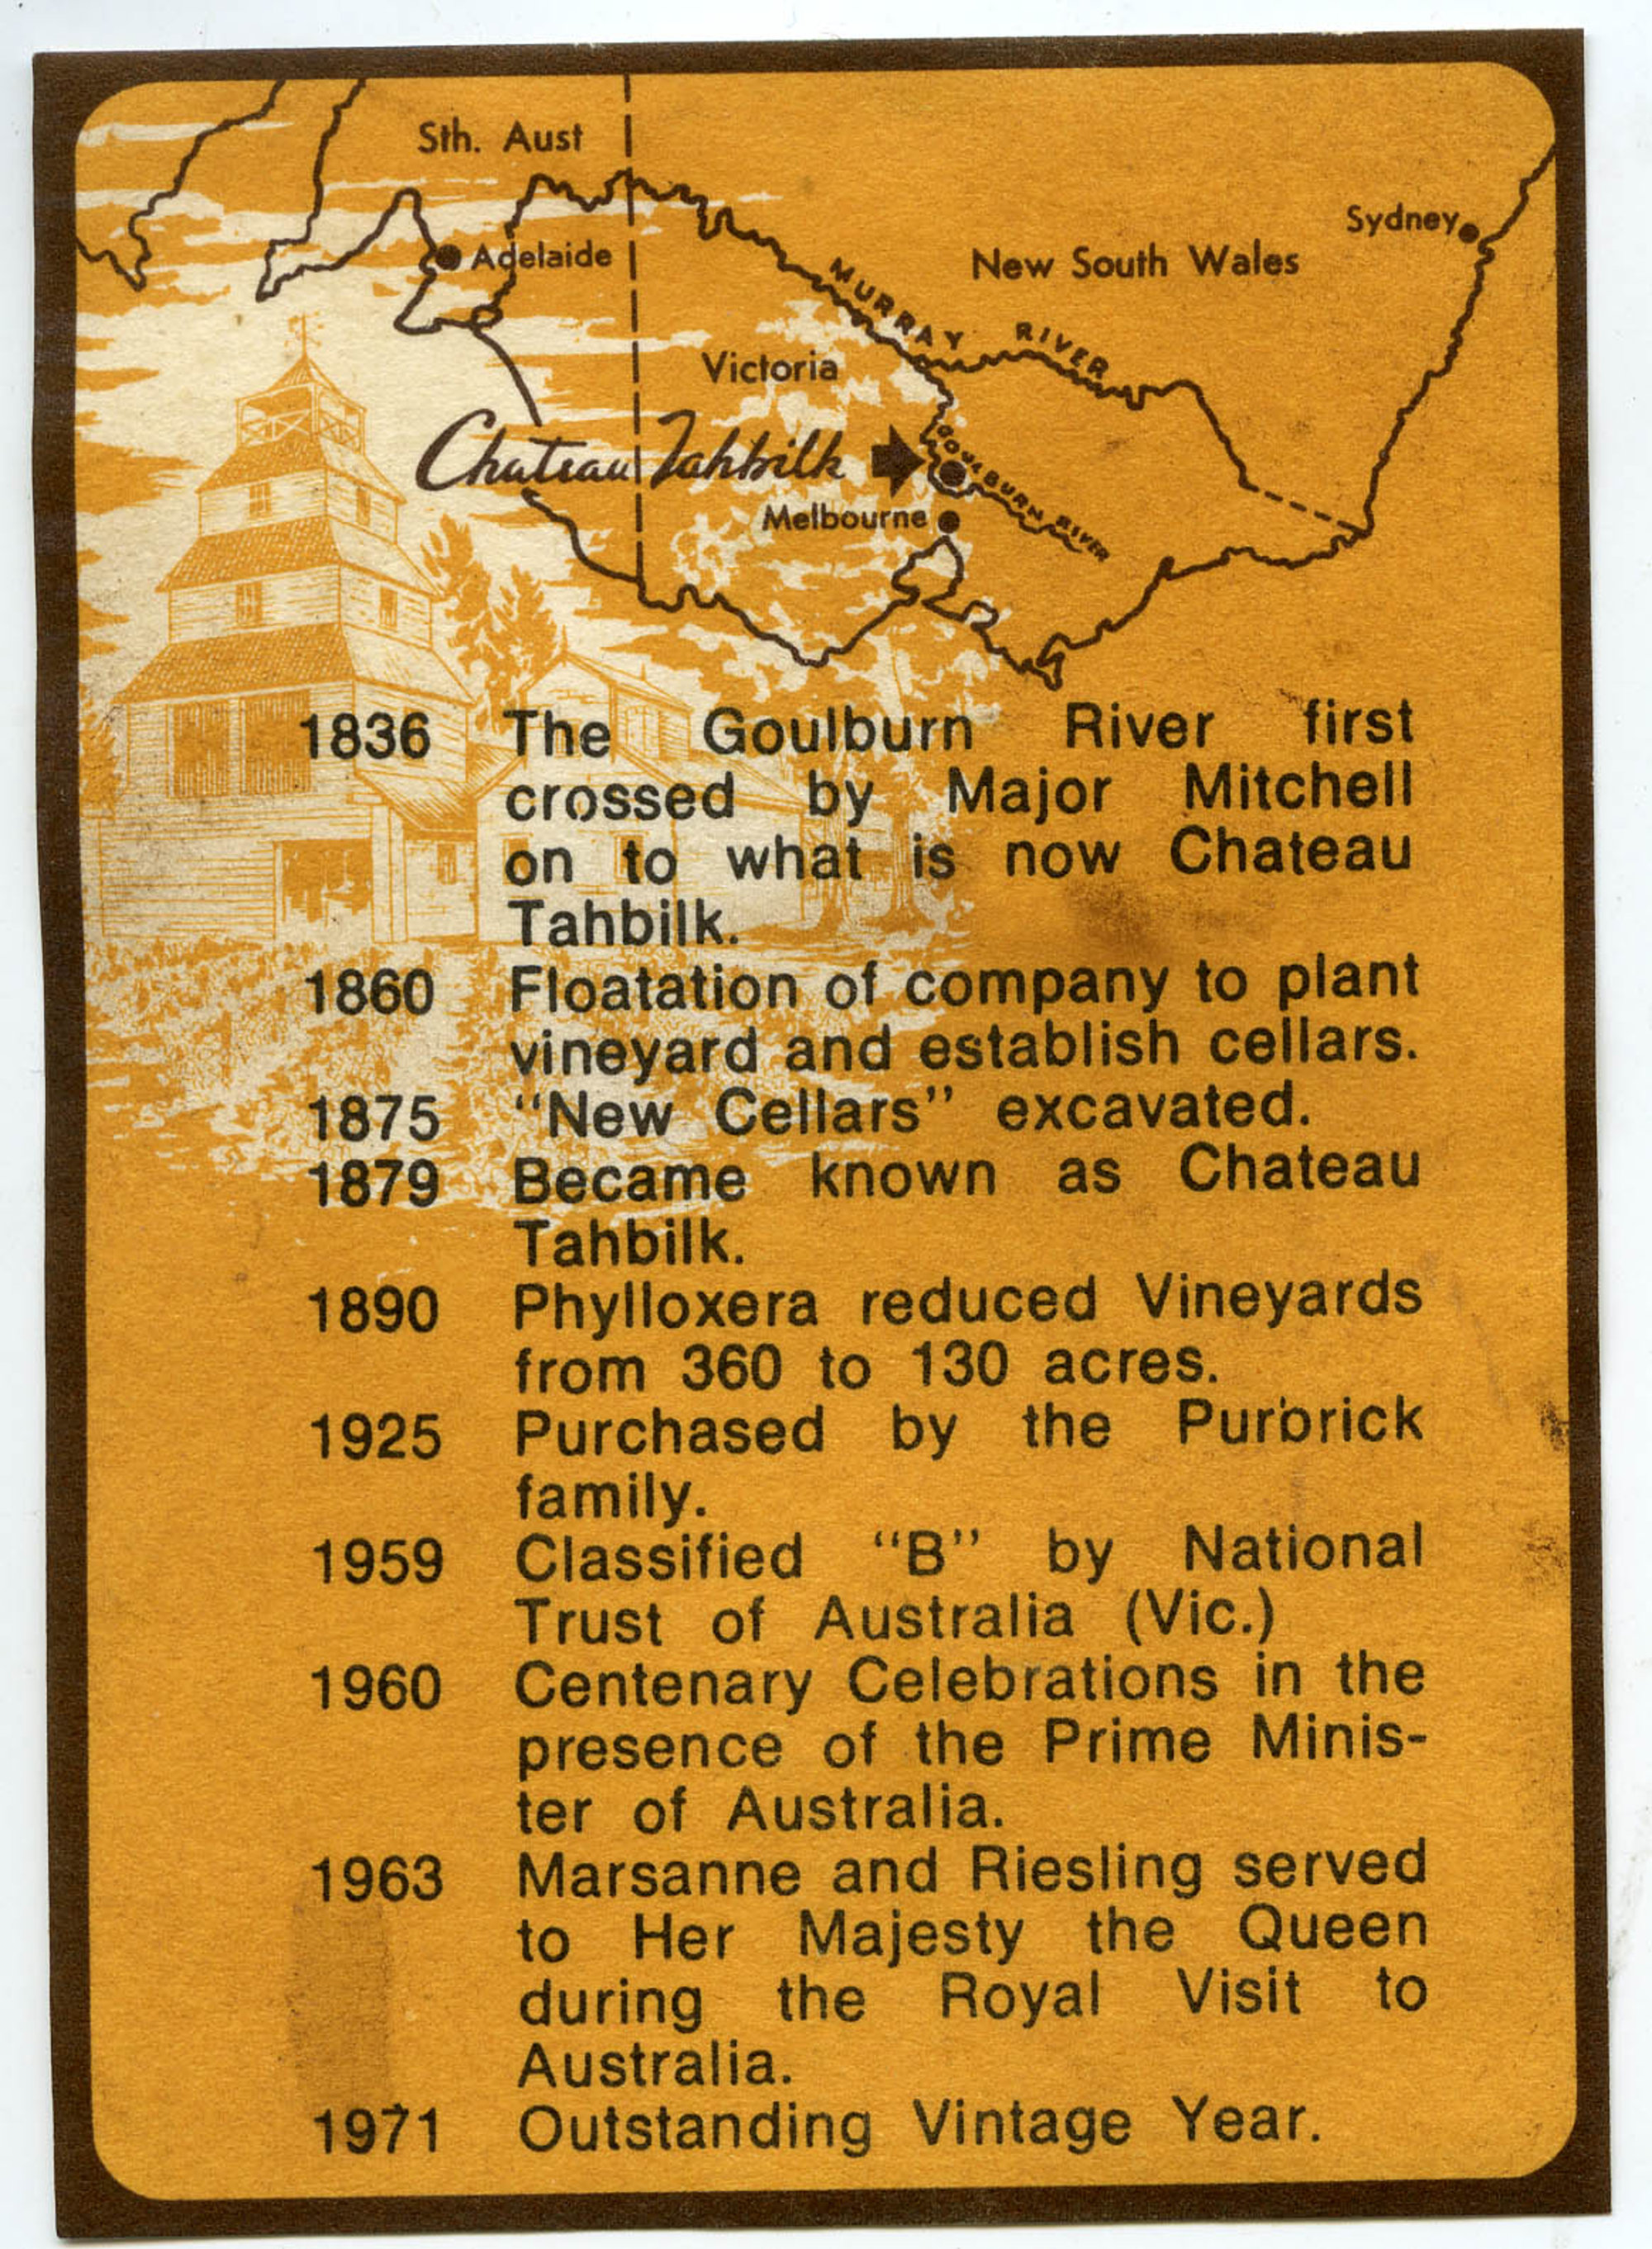 Sth. Aust
Sydney
Adelaide
New South Wales
MURRAY RIVER
Victoria
Chateau Tahbilk
GOULBURN RIVER
Melbourne
1836 The Goulburn River first
crossed by Major Mitchell
on to what is now Chateau
Tahbilk.
1860 Floatation of company to plant
vineyard and establish cellars.
1875 “New Cellars” excavated.
1879 Became known as Chateau
Tahbilk.
1890 Phylloxera reduced Vineyards
from 360 to 130 acres.
1925 Purchased by the Purbrick
family.
1959 Classified “B” by National
Trust of Australia (Vic.)
1960 Centenary Celebrations in the
presence of the Prime Minis-
ter of Australia.
1963 Marsanne and Riesling served
to Her Majesty the Queen
during the Royal Visit to
Australia.
1971 Outstanding Vintage Year.